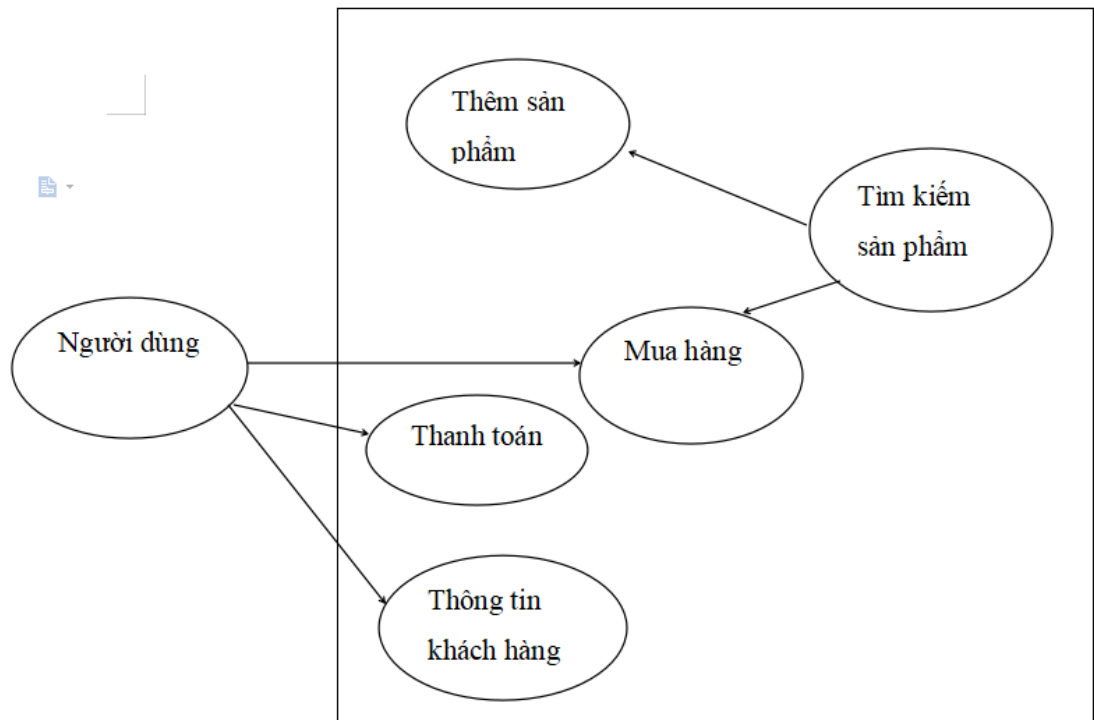 Thêm sản
phẩm
Tìm kiếm
sản phẩm
Người dùng
Mua hàng
Thanh toán
Thông tin
khách hàng